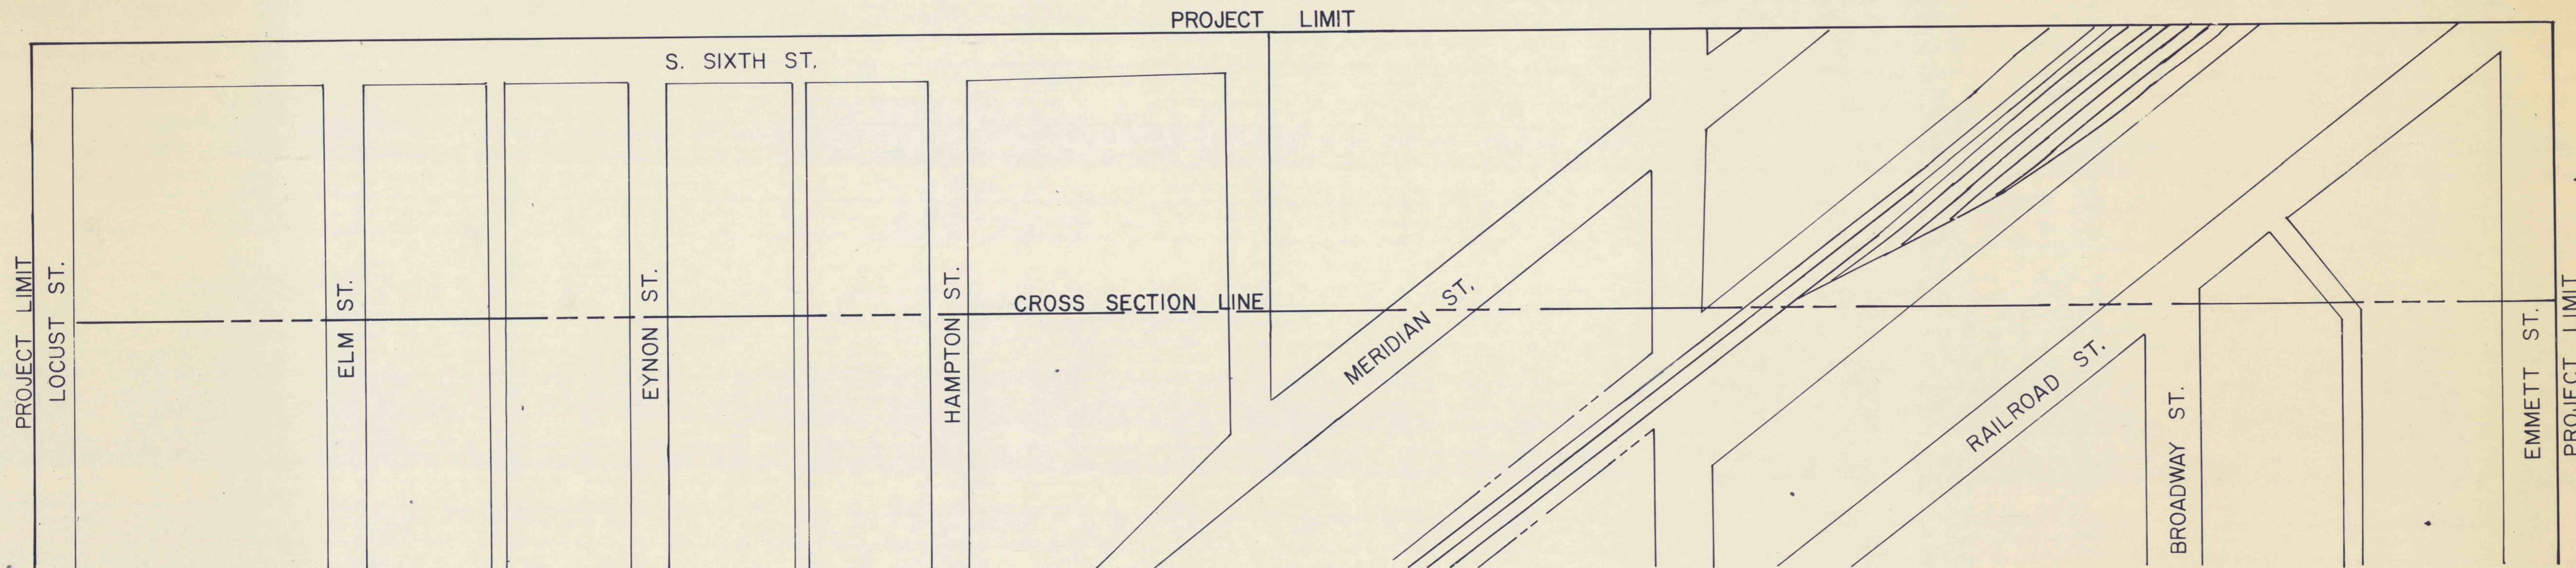 PROJECT LIMIT
S. SIXTH ST.
PROJECT LIMIT
LOCUST ST.
ELM ST.
EYNON ST.
HAMPTON ST.
CROSS SECTION LINE
MERIDIAN ST.
RAILROAD ST.
BROADWAY ST.
EMMETT ST.
PROJECT LIMIT